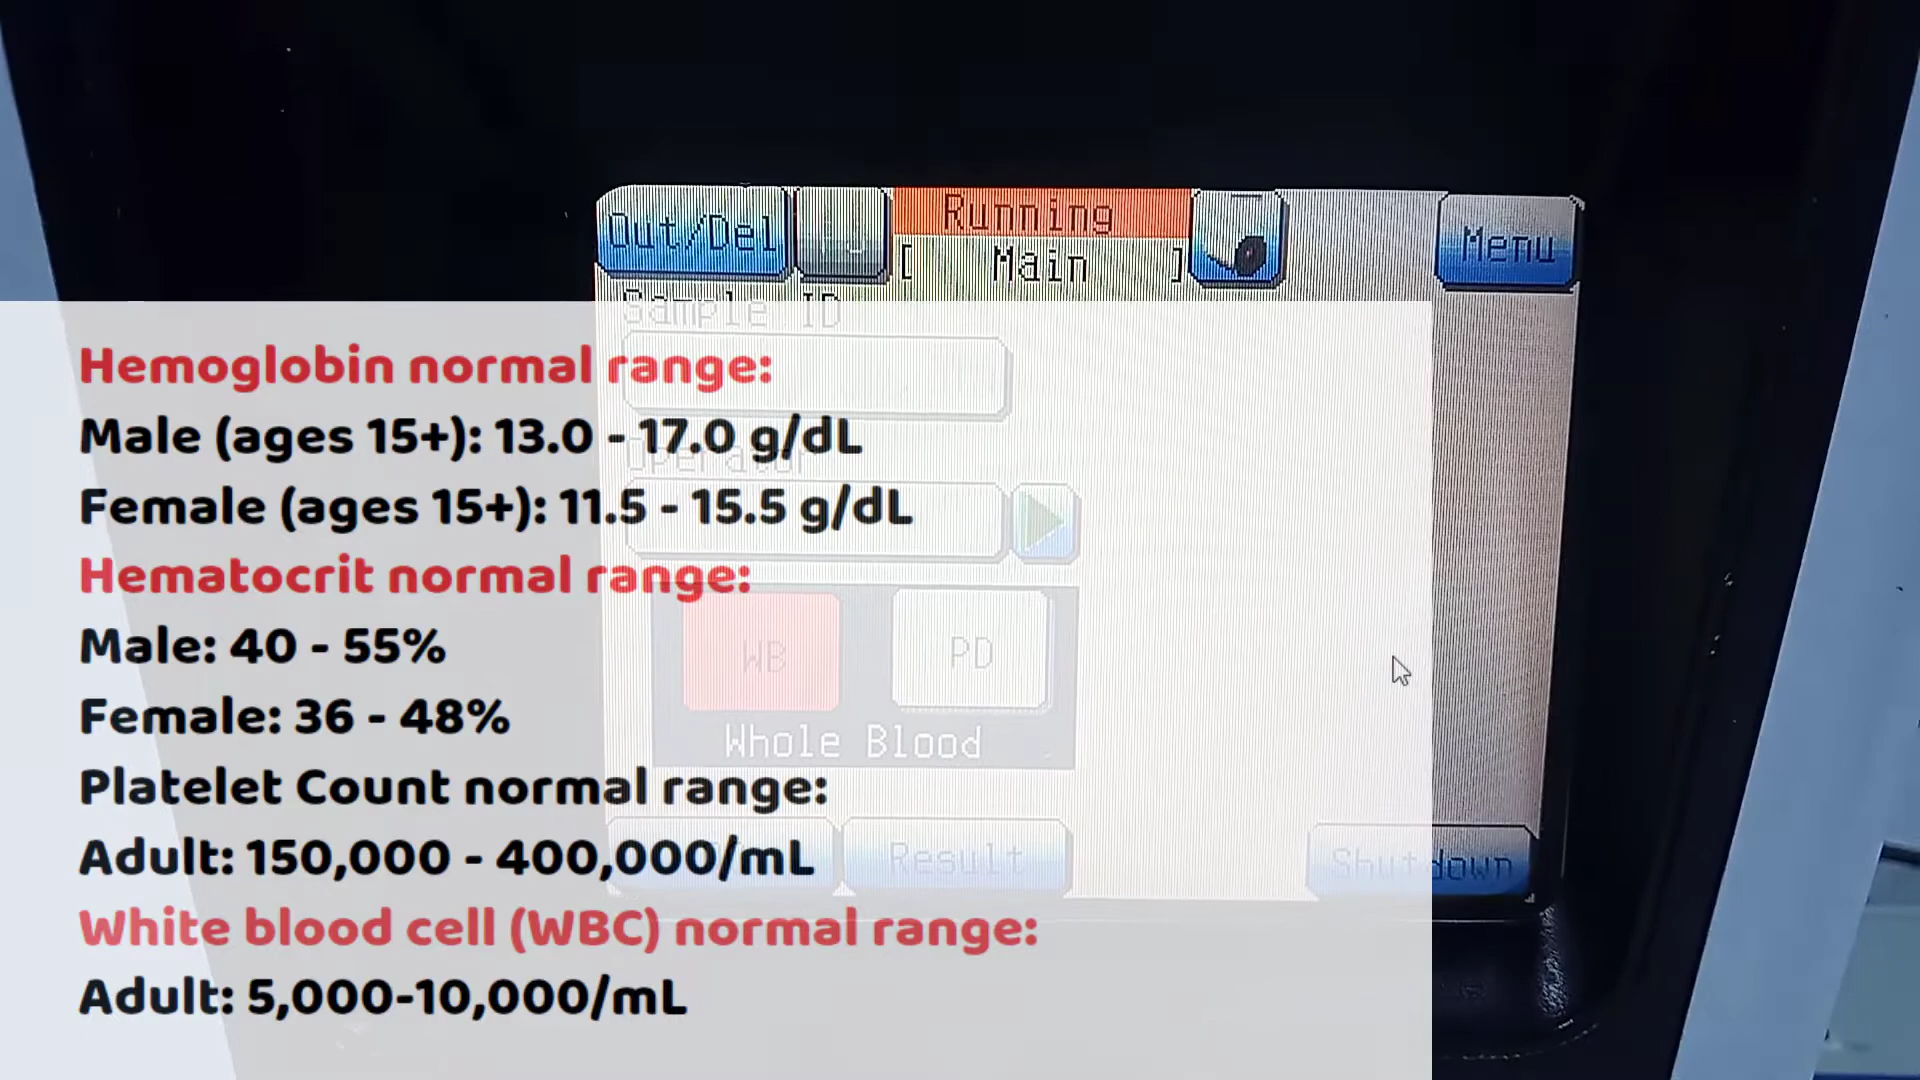 Out/Del
Running
[ Main ]
Menu
Sample ID
Hemoglobin normal range:
Male (ages 15+): 13.0 - 17.0 g/dL
Operator
Female (ages 15+): 11.5 - 15.5 g/dL
Hematocrit normal range:
Male: 40 - 55%
WB
PD
Female: 36 - 48%
Whole Blood
Platelet Count normal range:
Adult: 150,000 - 400,000/mL
Result
Shutdown
White blood cell (WBC) normal range:
Adult: 5,000-10,000/mL